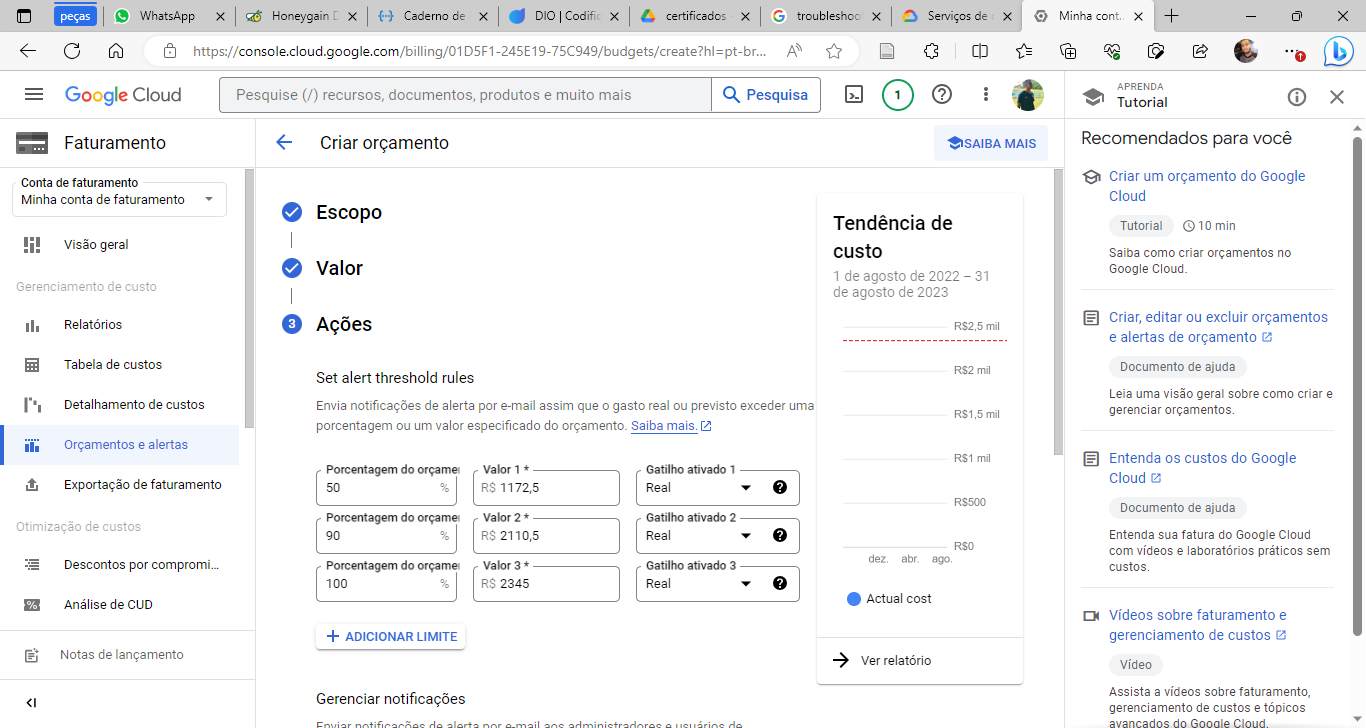 peças
WhatsApp
Honeygain D
Caderno de
DIO | Codific
certificados -
troubleshoo
Serviços de c
Minha cont
https://console.cloud.google.com/billing/01D5F1-245E19-75C949/budgets/create?hl=pt-br...
Google Cloud
Pesquise (/) recursos, documentos, produtos e muito mais
Pesquisa
1
APRENDA
Tutorial
Faturamento
Criar orçamento
SAIBA MAIS
Conta de faturamento
Minha conta de faturamento
Visão geral
Gerenciamento de custo
Relatórios
Tabela de custos
Detalhamento de custos
Orçamentos e alertas
Exportação de faturamento
Otimização de custos
Descontos por compromi...
Análise de CUD
Notas de lançamento
Escopo
Valor
3
Ações
Set alert threshold rules
Envia notificações de alerta por e-mail assim que o gasto real ou previsto exceder uma
porcentagem ou um valor especificado do orçamento. Saiba mais.
Porcentagem do orçame
50 %
Valor 1 *
R$ 1172,5
Gatilho ativado 1
Real
Porcentagem do orçame
90 %
Valor 2 *
R$ 2110,5
Gatilho ativado 2
Real
Porcentagem do orçame
100 %
Valor 3 *
R$ 2345
Gatilho ativado 3
Real
ADICIONAR LIMITE
Gerenciar notificações
Enviar notificações de alerta por e-mail aos administradores e usuários de
Tendência de
custo
1 de agosto de 2022 – 31
de agosto de 2023
R$2,5 mil
R$2 mil
R$1,5 mil
R$1 mil
R$500
R$0
dez. abr. ago.
Actual cost
Ver relatório
Recomendados para você
Criar um orçamento do Google
Cloud
Tutorial
10 min
Saiba como criar orçamentos no
Google Cloud.
Criar, editar ou excluir orçamentos
e alertas de orçamento
Documento de ajuda
Leia uma visão geral sobre como criar e
gerenciar orçamentos.
Entenda os custos do Google
Cloud
Documento de ajuda
Entenda sua fatura do Google Cloud
com vídeos e laboratórios práticos sem
custos.
Vídeos sobre faturamento e
gerenciamento de custos
Vídeo
Assista a vídeos sobre faturamento,
gerenciamento de custos e tópicos
avançados do Google Cloud.